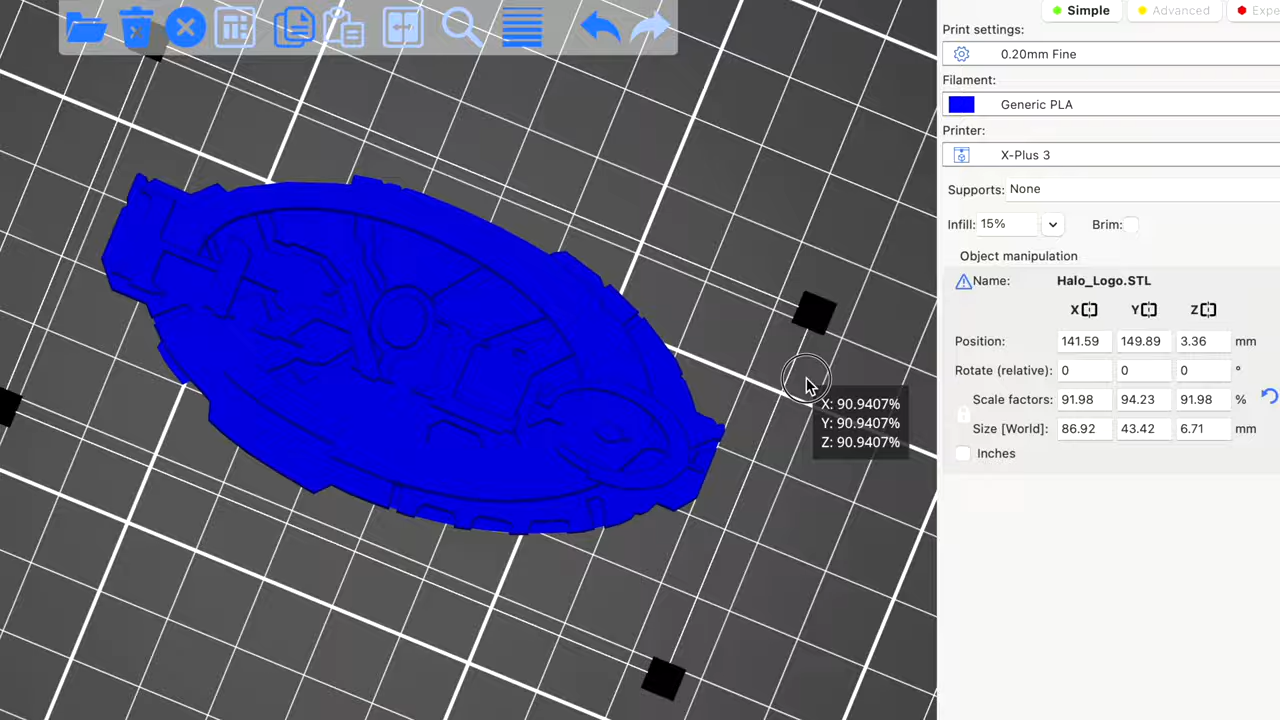 Simple Advanced Expe
Print settings:
0.20mm Fine
Filament:
Generic PLA
Printer:
X-Plus 3
Supports: None
Infill: 15% Brim:
Object manipulation
Name: Halo_Logo.STL
X Y Z
Position: 141.59 149.89 3.36 mm
Rotate (relative): 0 0 0 °
Scale factors: 91.98 94.23 91.98 %
Size [World]: 86.92 43.42 6.71 mm
Inches
X: 90.9407%
Y: 90.9407%
Z: 90.9407%